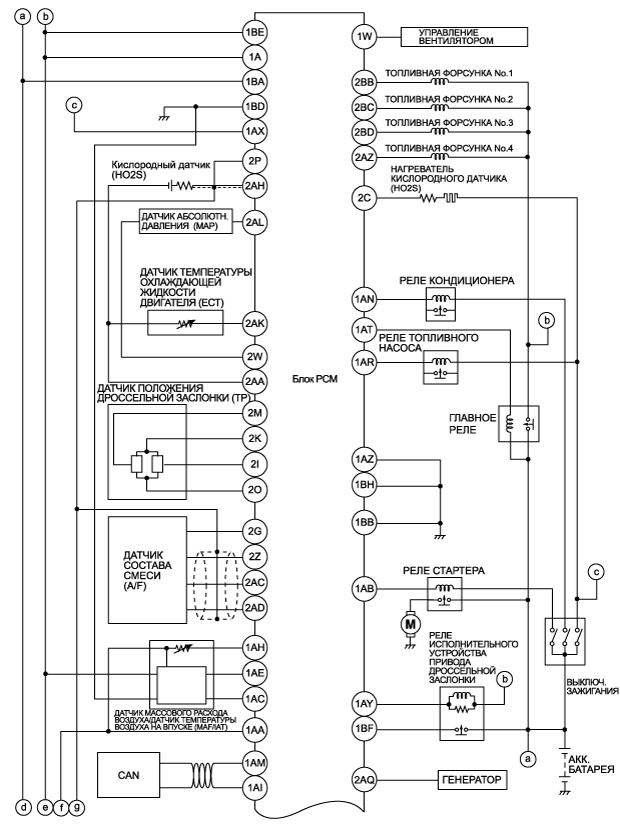 a
b
1BE
1A
1BA
1BD
c
1AX
2P
Кислородный датчик
(HO2S)
2AH
ДАТЧИК АБСОЛЮТН.
ДАВЛЕНИЯ (MAP)
2AL
ДАТЧИК ТЕМПЕРАТУРЫ
ОХЛАЖДАЮЩЕЙ
ЖИДКОСТИ
ДВИГАТЕЛЯ (ECT)
2AK
2W
2AA
ДАТЧИК ПОЛОЖЕНИЯ
ДРОССЕЛЬНОЙ ЗАСЛОНКИ (TP)
2M
2K
2I
2O
ДАТЧИК
СОСТАВА
СМЕСИ
(A/F)
2G
2Z
2AC
2AD
1AH
1AE
1AC
ДАТЧИК МАССОВОГО РАСХОДА
ВОЗДУХА/ДАТЧИК ТЕМПЕРАТУРЫ
ВОЗДУХА НА ВПУСКЕ (MAF/IAT)
1AA
CAN
1AM
1AI
d
e
f
g
Блок PCM
1W
УПРАВЛЕНИЕ
ВЕНТИЛЯТОРОМ
2BB
ТОПЛИВНАЯ ФОРСУНКА No.1
2BC
ТОПЛИВНАЯ ФОРСУНКА No.2
2BD
ТОПЛИВНАЯ ФОРСУНКА No.3
2AZ
ТОПЛИВНАЯ ФОРСУНКА No.4
НАГРЕВАТЕЛЬ
КИСЛОРОДНОГО ДАТЧИКА
(HO2S)
2C
РЕЛЕ КОНДИЦИОНЕРА
1AN
b
1AT
РЕЛЕ ТОПЛИВНОГО
НАСОСА
1AR
ГЛАВНОЕ
РЕЛЕ
1AZ
1BH
1BB
РЕЛЕ СТАРТЕРА
c
1AB
M
РЕЛЕ
ИСПОЛНИТЕЛЬНОГО
УСТРОЙСТВА
ПРИВОДА
ДРОССЕЛЬНОЙ
ЗАСЛОНКИ
ВЫКЛЮЧ.
ЗАЖИГАНИЯ
b
1AY
1BF
a
АКК.
БАТАРЕЯ
2AQ
ГЕНЕРАТОР